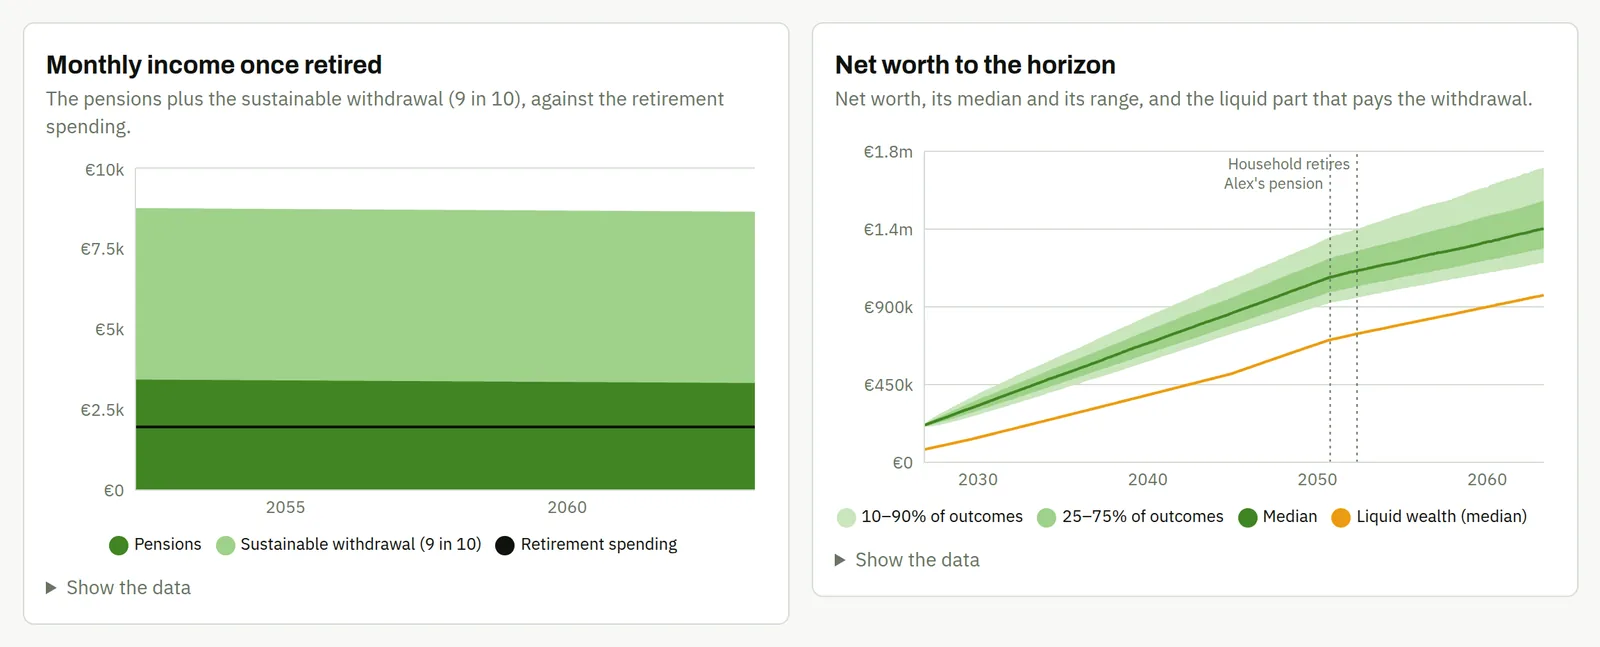 Monthly income once retired
The pensions plus the sustainable withdrawal (9 in 10), against the retirement
spending.
€10k
€7.5k
€5k
€2.5k
€0
2055 2060
Pensions Sustainable withdrawal (9 in 10) Retirement spending
▶ Show the data
Net worth to the horizon
Net worth, its median and its range, and the liquid part that pays the withdrawal.
€1.8m
Household retires
Alex's pension
€1.4m
€900k
€450k
€0
2030 2040 2050 2060
10–90% of outcomes 25–75% of outcomes Median Liquid wealth (median)
▶ Show the data